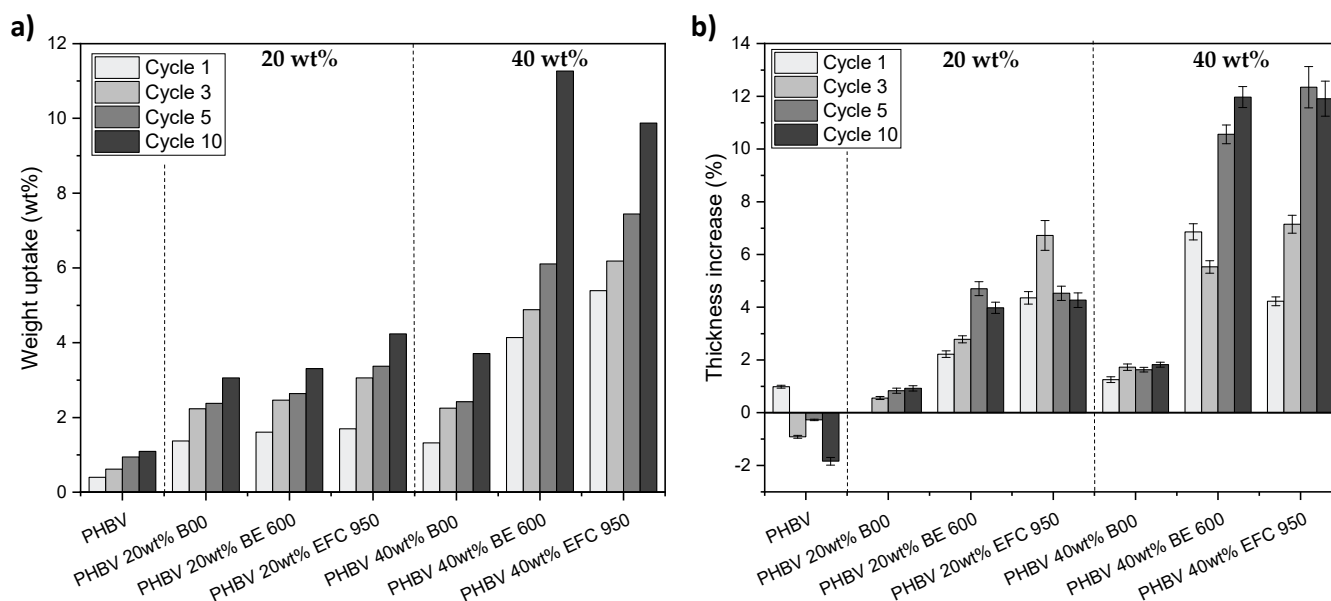 a)
20 wt%
40 wt%
Cycle 1
Cycle 3
Cycle 5
Cycle 10
Weight uptake (wt%)
12
10
8
6
4
2
0
PHBV
PHBV 20wt% B00
PHBV 20wt% BE 600
PHBV 20wt% EFC 950
PHBV 40wt% B00
PHBV 40wt% BE 600
PHBV 40wt% EFC 950
b)
20 wt%
40 wt%
Cycle 1
Cycle 3
Cycle 5
Cycle 10
Thickness increase (%)
14
12
10
8
6
4
2
0
-2
PHBV
PHBV 20wt% B00
PHBV 20wt% BE 600
PHBV 20wt% EFC 950
PHBV 40wt% B00
PHBV 40wt% BE 600
PHBV 40wt% EFC 950